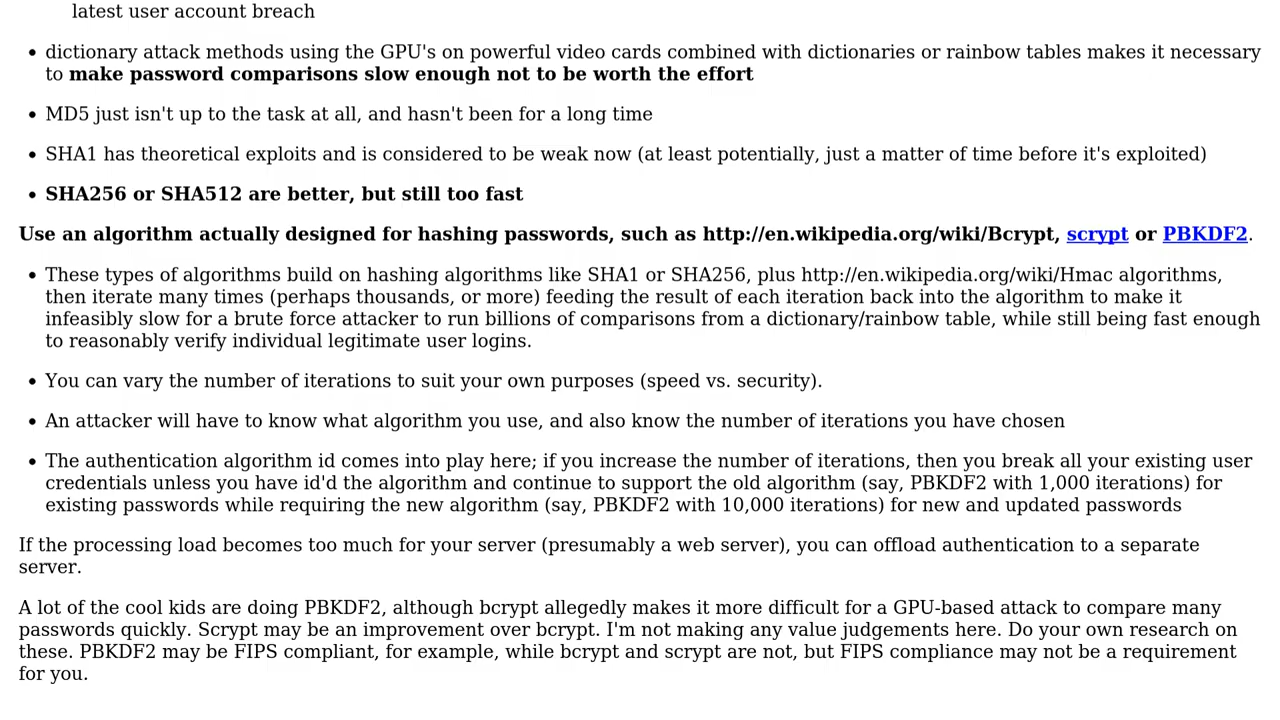 latest user account breach
• dictionary attack methods using the GPU's on powerful video cards combined with dictionaries or rainbow tables makes it necessary
to make password comparisons slow enough not to be worth the effort
• MD5 just isn't up to the task at all, and hasn't been for a long time
• SHA1 has theoretical exploits and is considered to be weak now (at least potentially, just a matter of time before it's exploited)
• SHA256 or SHA512 are better, but still too fast
Use an algorithm actually designed for hashing passwords, such as http://en.wikipedia.org/wiki/Bcrypt, scrypt or PBKDF2.
• These types of algorithms build on hashing algorithms like SHA1 or SHA256, plus http://en.wikipedia.org/wiki/Hmac algorithms,
then iterate many times (perhaps thousands, or more) feeding the result of each iteration back into the algorithm to make it
infeasibly slow for a brute force attacker to run billions of comparisons from a dictionary/rainbow table, while still being fast enough
to reasonably verify individual legitimate user logins.
• You can vary the number of iterations to suit your own purposes (speed vs. security).
• An attacker will have to know what algorithm you use, and also know the number of iterations you have chosen
• The authentication algorithm id comes into play here; if you increase the number of iterations, then you break all your existing user
credentials unless you have id'd the algorithm and continue to support the old algorithm (say, PBKDF2 with 1,000 iterations) for
existing passwords while requiring the new algorithm (say, PBKDF2 with 10,000 iterations) for new and updated passwords
If the processing load becomes too much for your server (presumably a web server), you can offload authentication to a separate
server.
A lot of the cool kids are doing PBKDF2, although bcrypt allegedly makes it more difficult for a GPU-based attack to compare many
passwords quickly. Scrypt may be an improvement over bcrypt. I'm not making any value judgements here. Do your own research on
these. PBKDF2 may be FIPS compliant, for example, while bcrypt and scrypt are not, but FIPS compliance may not be a requirement
for you.